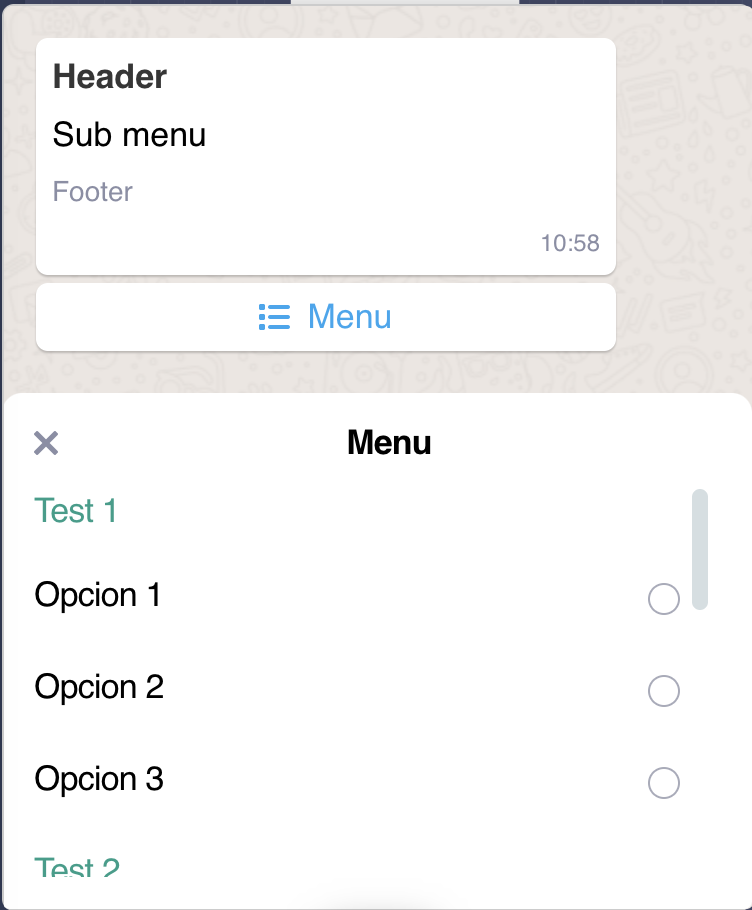 Header
Sub menu
Footer
10:58
Menu
Menu
Test 1
Opcion 1
Opcion 2
Opcion 3
Test 2